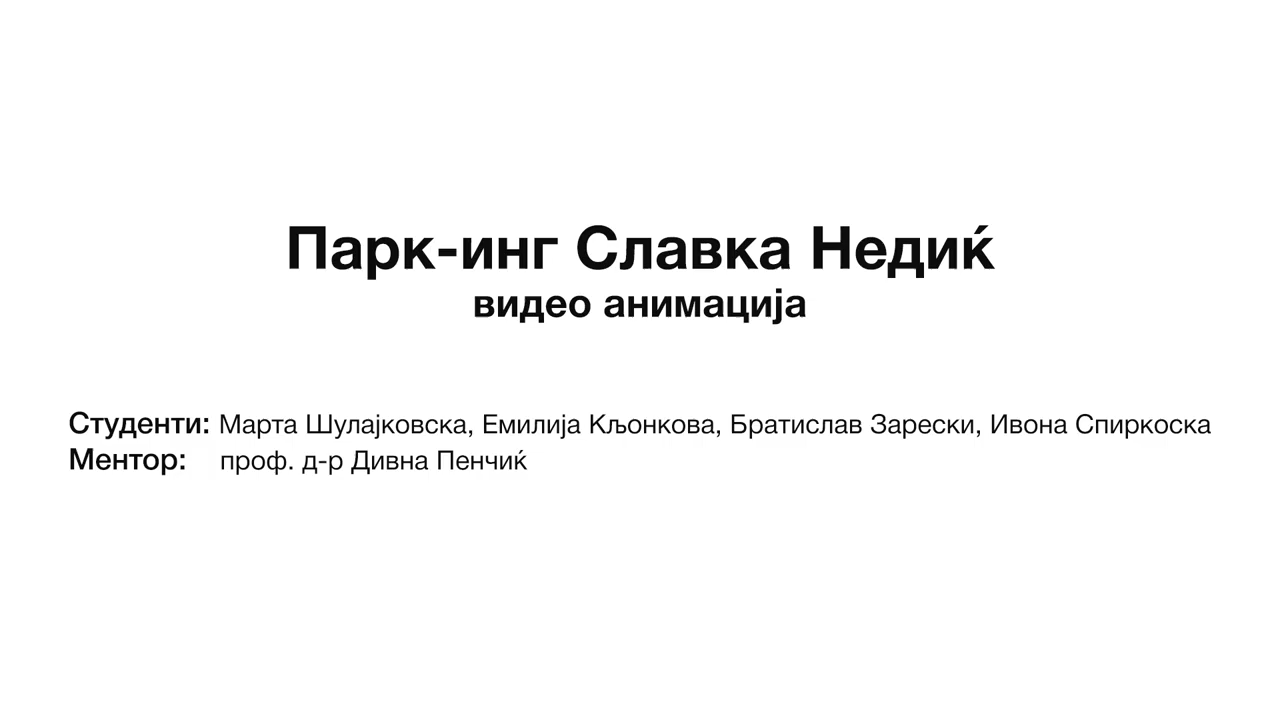 Парк-инг Славка Недиќ
видео анимација
Студенти: Марта Шулајковска, Емилија Кљонкова, Братислав Зарески, Ивона Спиркоска
Ментор: проф. д-р Дивна Пенчиќ